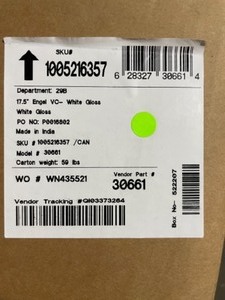 SKU#
1005216357
6 28327 30661 4
Department: 29B
17.5" Engel VC- White Gloss
White Gloss
PO NO: P0015802
Made in India
SKU # 1005216357 /CAN
Model # 30661
Carton weight: 59 lbs
WO # WN435521
Vendor Part #
30661
Vendor Tracking #QI03373264
Box No- 522207